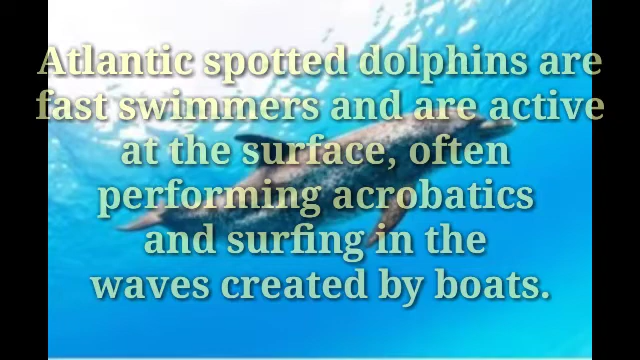 Atlantic spotted dolphins are
fast swimmers and are active
at the surface, often
performing acrobatics
and surfing in the
waves created by boats.